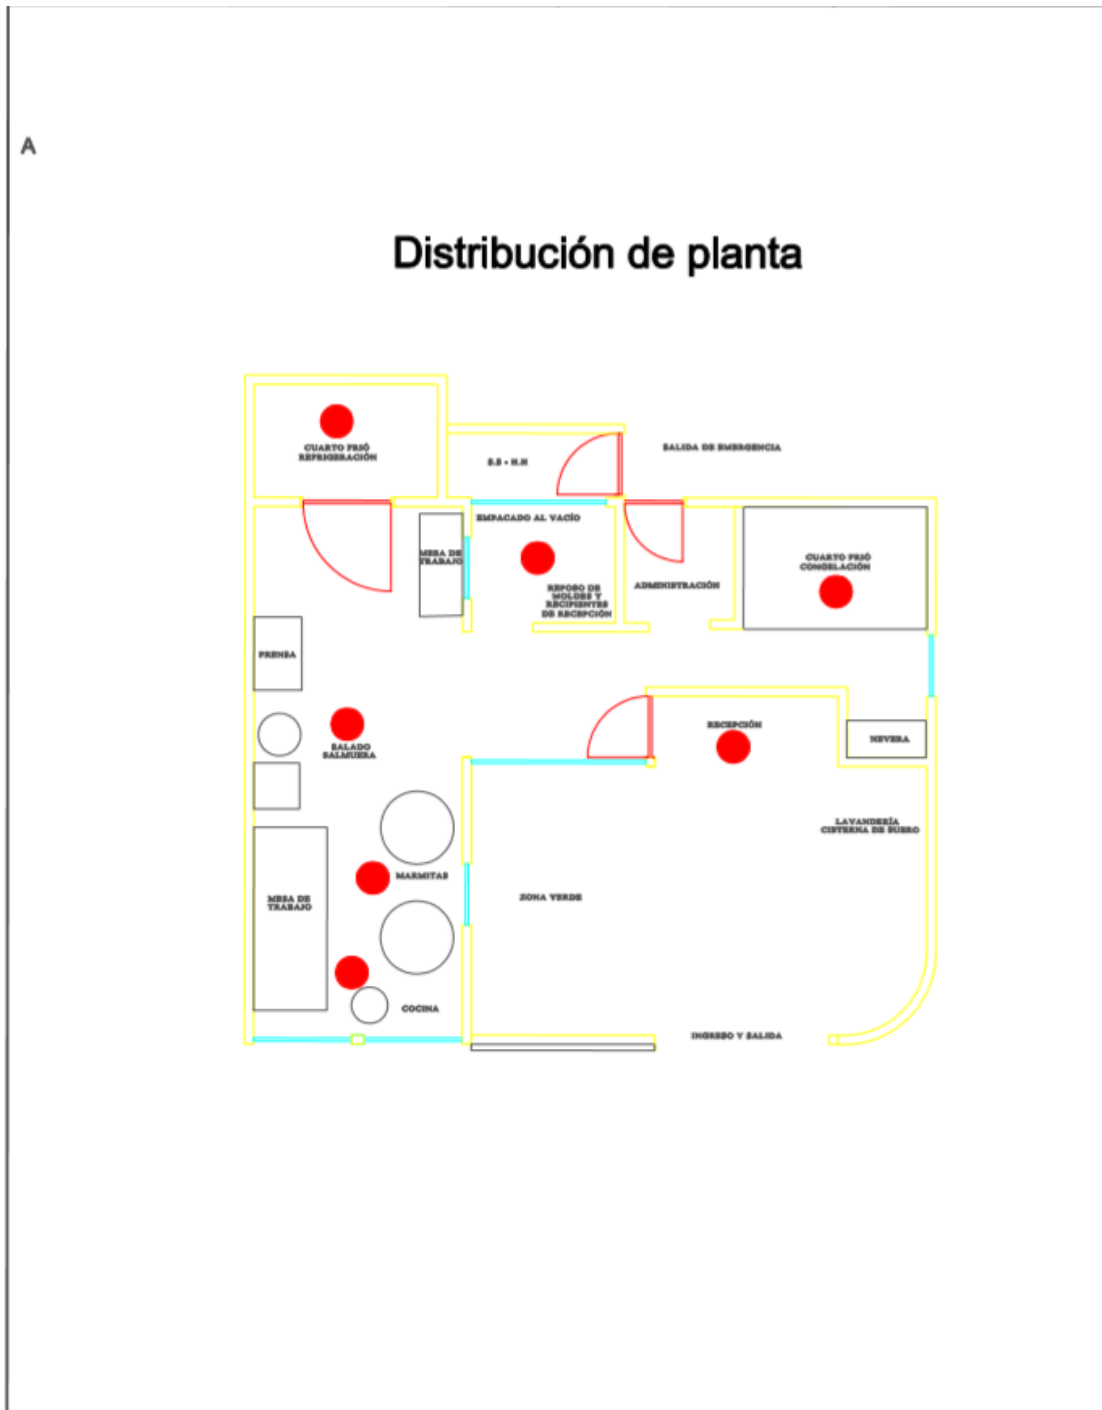 A
Distribución de planta
CUARTO FRIÓ
REFRIGERACIÓN
S.S - H.H
SALIDA DE EMERGENCIA
EMPACADO AL VACÍO
MESA DE
TRABAJO
REPOSO DE
MOLDES Y
RECIPIENTES
DE RECEPCIÓN
ADMINISTRACIÓN
CUARTO FRIÓ
CONGELACIÓN
PRENSA
SALADO
SALMUERA
RECEPCIÓN
NEVERA
LAVANDERÍA
CISTERNA DE SUERO
MARMITAS
MESA DE
TRABAJO
ZONA VERDE
COCINA
INGRESO Y SALIDA